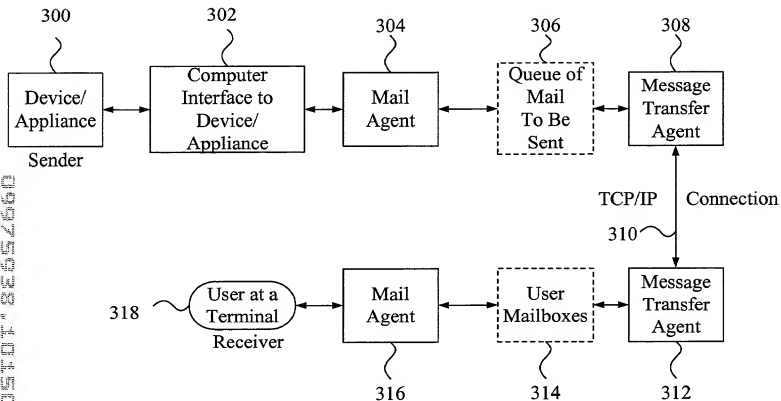 300
302
304
306
308
Device/
Appliance
Sender
Computer
Interface to
Device/
Appliance
Mail
Agent
Queue of
Mail
To Be
Sent
Message
Transfer
Agent
TCP/IP Connection
310
318
User at a
Terminal
Receiver
Mail
Agent
User
Mailboxes
Message
Transfer
Agent
316
314
312